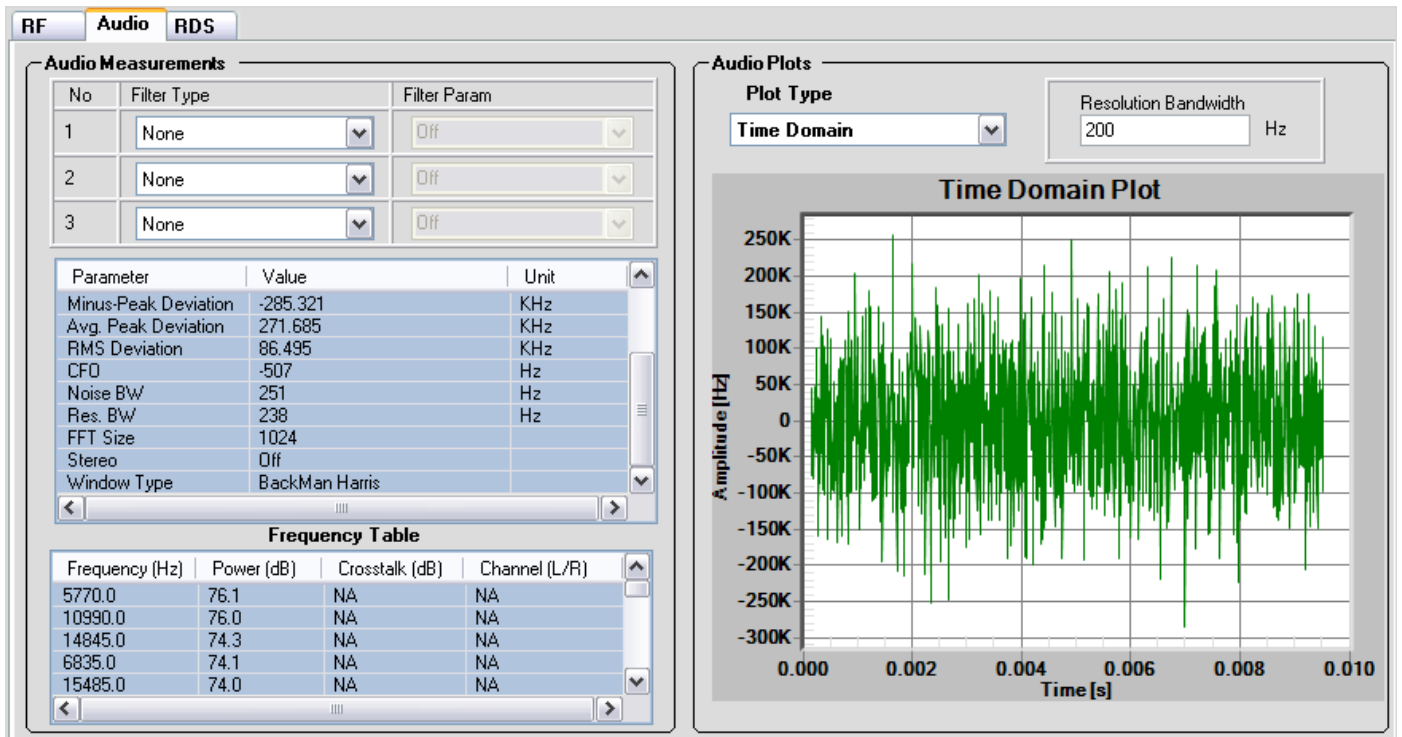 RF Audio RDS
Audio Measurements
No Filter Type Filter Param
1 None Off
2 None Off
3 None Off
Parameter Value Unit
Minus-Peak Deviation -285.321 KHz
Avg. Peak Deviation 271.685 KHz
RMS Deviation 86.495 KHz
CFO -507 Hz
Noise BW 251 Hz
Res. BW 238 Hz
FFT Size 1024
Stereo Off
Window Type BackMan Harris
Frequency Table
Frequency (Hz) Power (dB) Crosstalk (dB) Channel (L/R)
5770.0 76.1 NA NA
10990.0 76.0 NA NA
14845.0 74.3 NA NA
6835.0 74.1 NA NA
15485.0 74.0 NA NA
Audio Plots
Plot Type
Time Domain
Resolution Bandwidth
200 Hz
Time Domain Plot
Amplitude [Hz]
250K
200K
150K
100K
50K
0
-50K
-100K
-150K
-200K
-250K
-300K
0.000 0.002 0.004 0.006 0.008 0.010
Time [s]